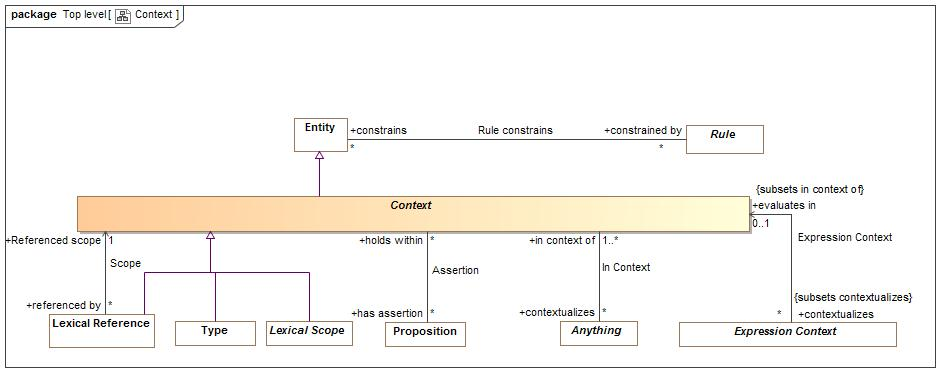 package Top level[ Context ]
Entity
+constrains
Rule constrains
+constrained by
*
*
Rule
Context
{subsets in context of}
+evaluates in
0..1
+Referenced scope 1
+holds within *
+in context of 1..*
Expression Context
Scope
Assertion
In Context
+referenced by *
+has assertion *
+contextualizes *
{subsets contextualizes}
* +contextualizes
Lexical Reference
Type
Lexical Scope
Proposition
Anything
Expression Context